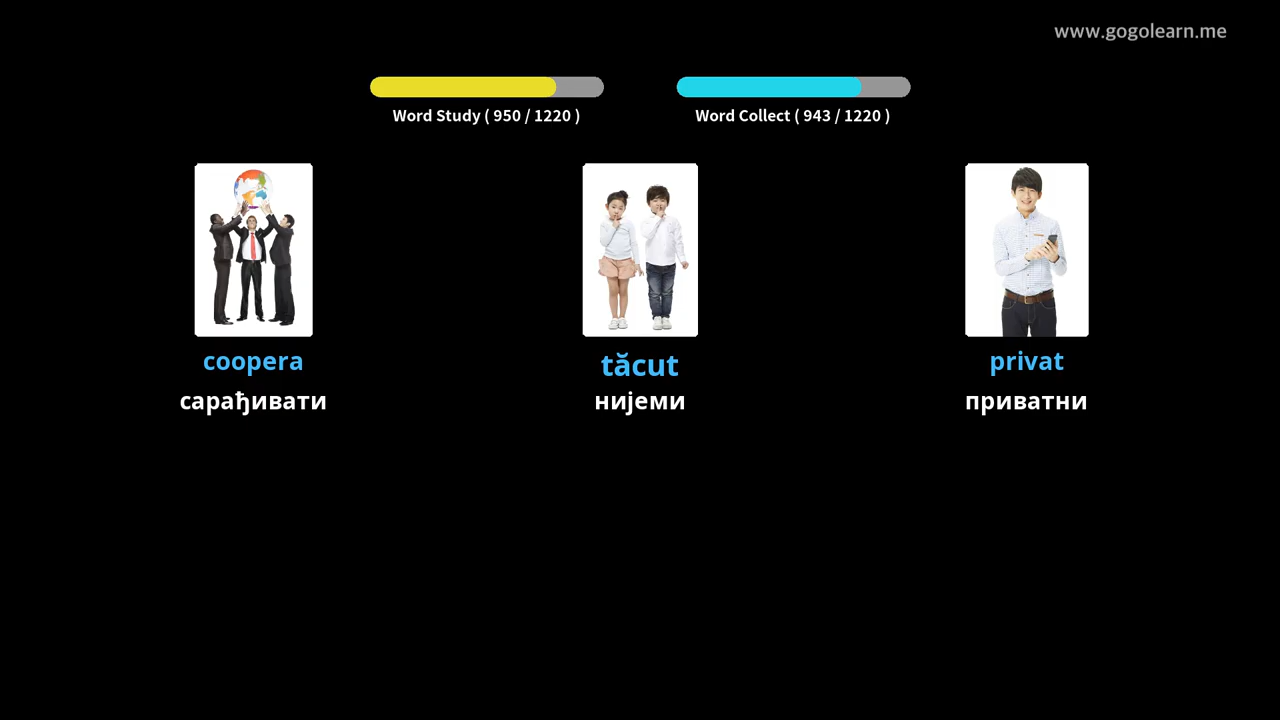 www.gogolearn.me
Word Study ( 950 / 1220 )
Word Collect ( 943 / 1220 )
coopera
tăcut
privat
сарађивати
нијеми
приватни